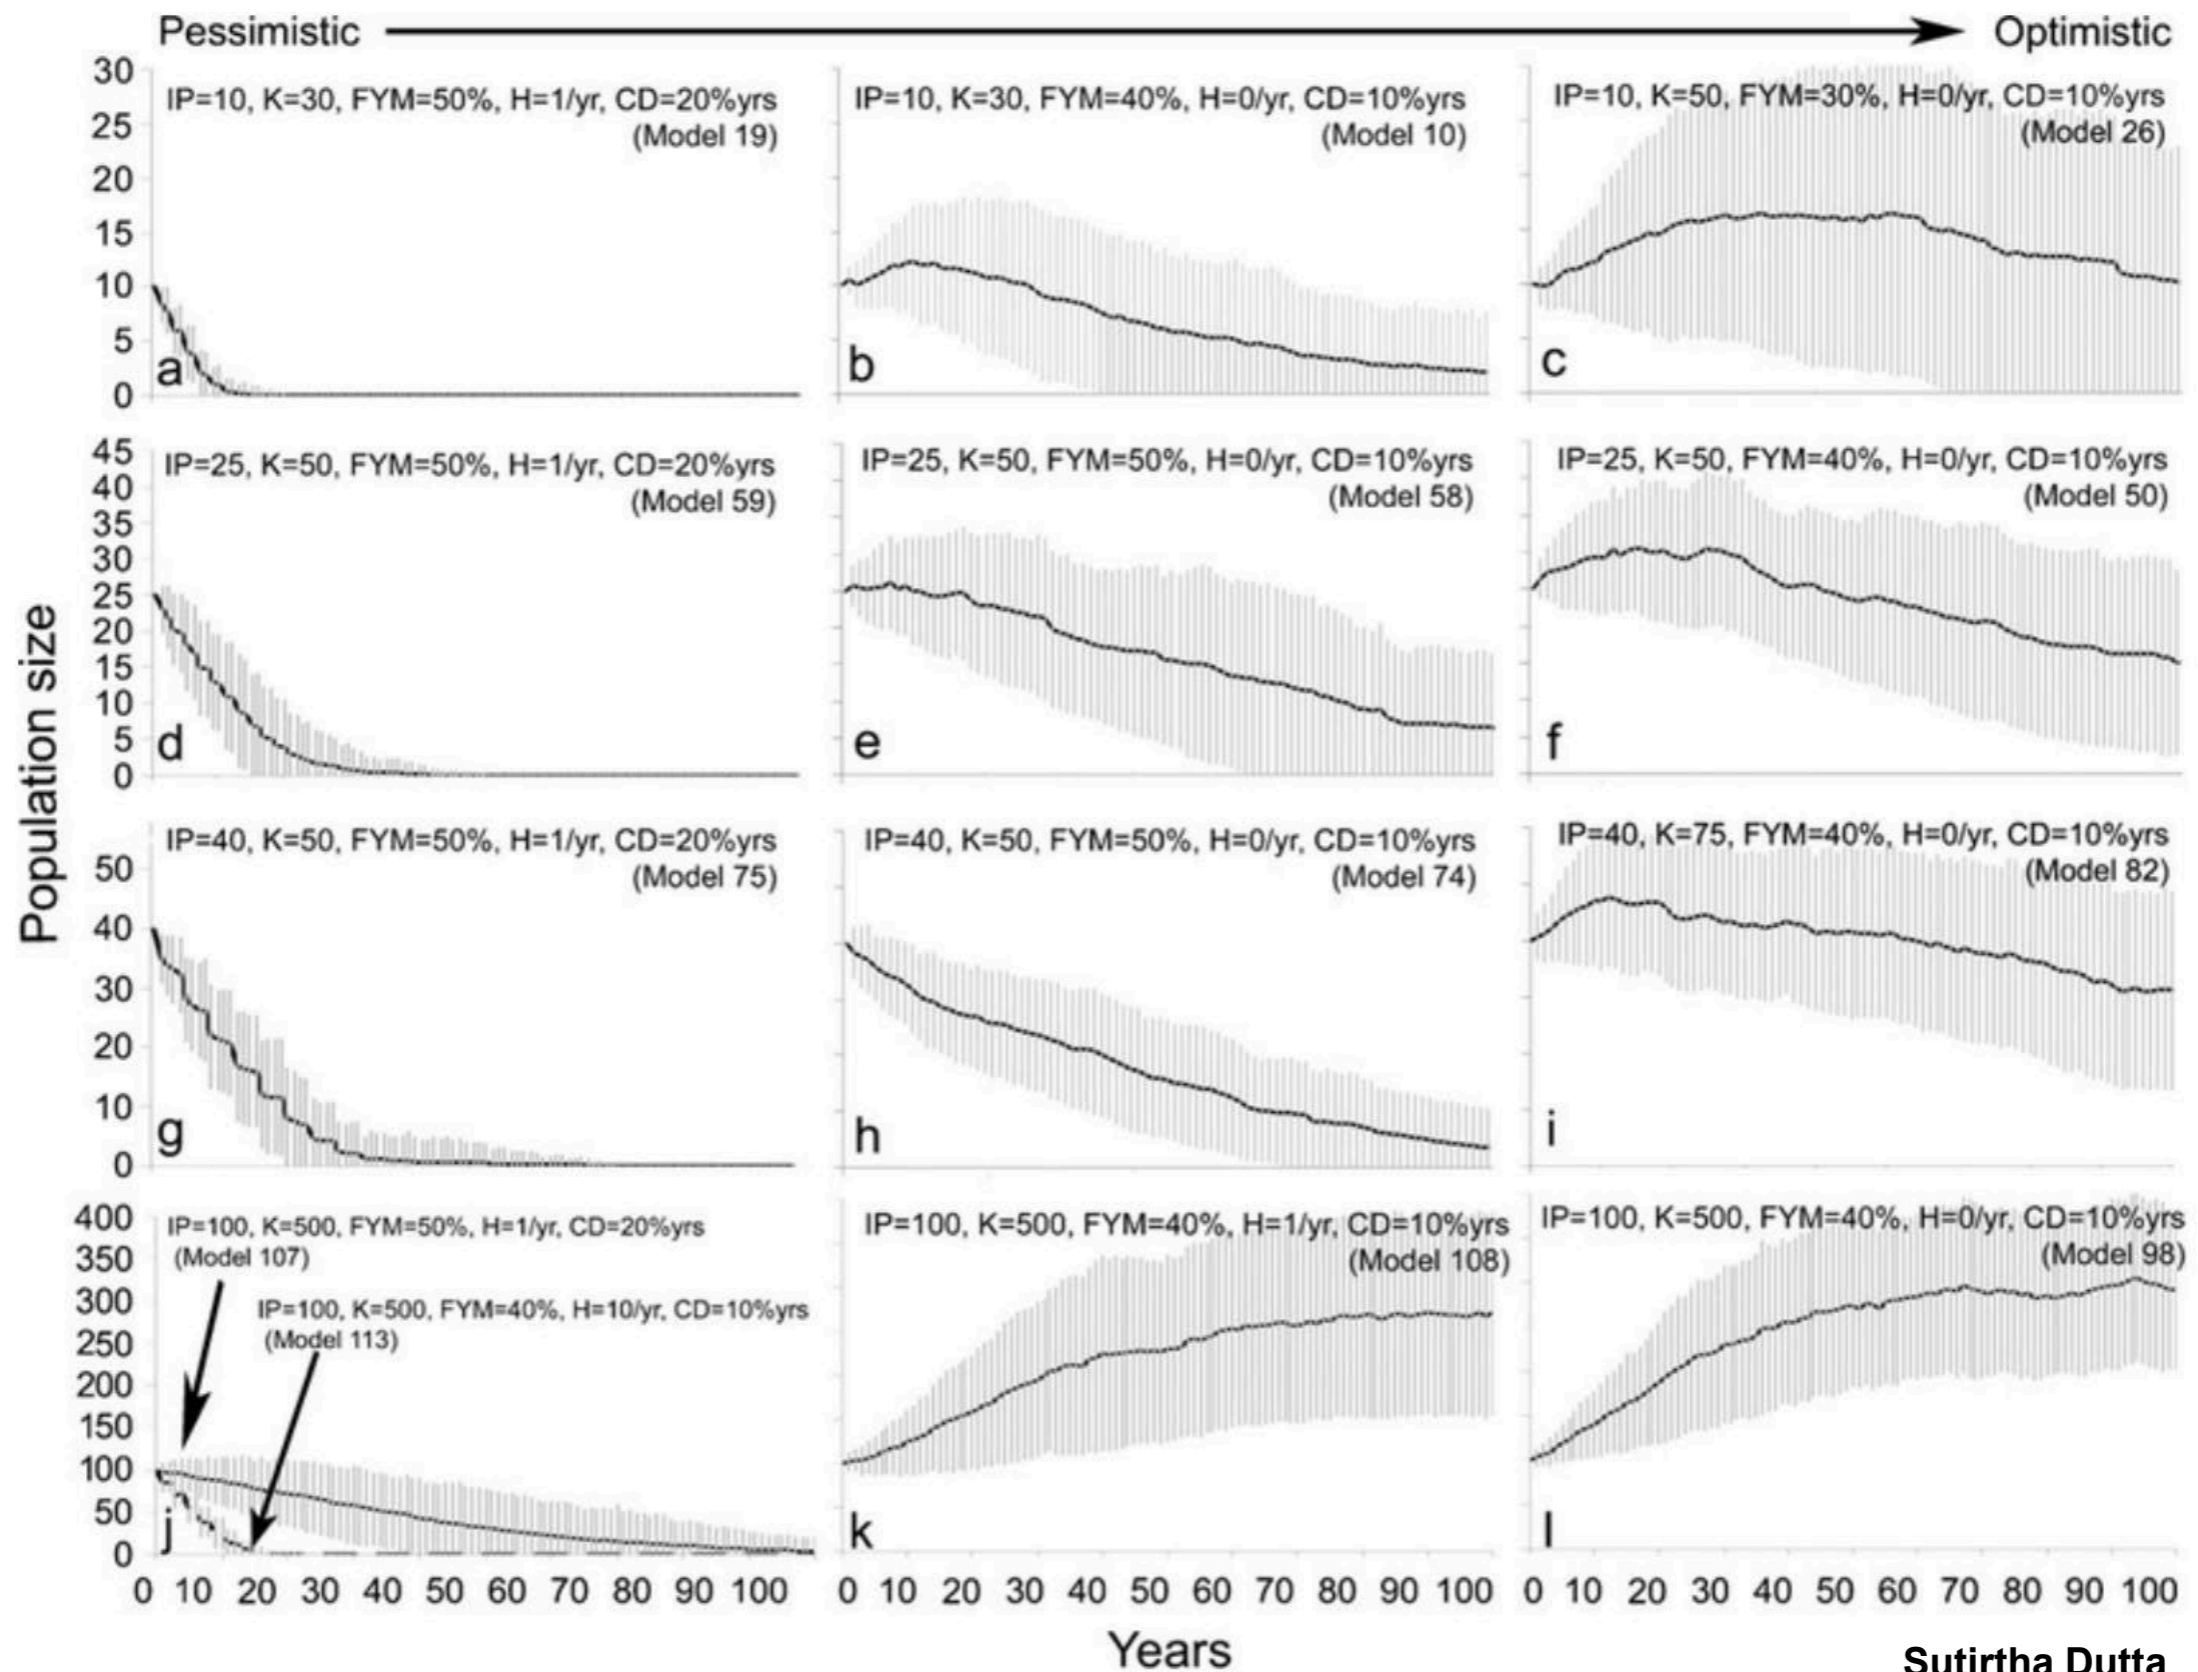 Pessimistic Optimistic
30
25
20
15
10
5
0
IP=10, K=30, FYM=50%, H=1/yr, CD=20%yrs
(Model 19)
a
IP=10, K=30, FYM=40%, H=0/yr, CD=10%yrs
(Model 10)
b
IP=10, K=50, FYM=30%, H=0/yr, CD=10%yrs
(Model 26)
c
45
40
35
30
25
20
15
10
5
0
IP=25, K=50, FYM=50%, H=1/yr, CD=20%yrs
(Model 59)
d
IP=25, K=50, FYM=50%, H=0/yr, CD=10%yrs
(Model 58)
e
IP=25, K=50, FYM=40%, H=0/yr, CD=10%yrs
(Model 50)
f
Population size
50
40
30
20
10
0
IP=40, K=50, FYM=50%, H=1/yr, CD=20%yrs
(Model 75)
g
IP=40, K=50, FYM=50%, H=0/yr, CD=10%yrs
(Model 74)
h
IP=40, K=75, FYM=40%, H=0/yr, CD=10%yrs
(Model 82)
i
400
350
300
250
200
150
100
50
0
IP=100, K=500, FYM=50%, H=1/yr, CD=20%yrs
(Model 107)
IP=100, K=500, FYM=40%, H=10/yr, CD=10%yrs
(Model 113)
j
IP=100, K=500, FYM=40%, H=1/yr, CD=10%yrs
(Model 108)
k
IP=100, K=500, FYM=40%, H=0/yr, CD=10%yrs
(Model 98)
l
0 10 20 30 40 50 60 70 80 90 100
0 10 20 30 40 50 60 70 80 90 100
0 10 20 30 40 50 60 70 80 90 100
Years
Sutirtha Dutta